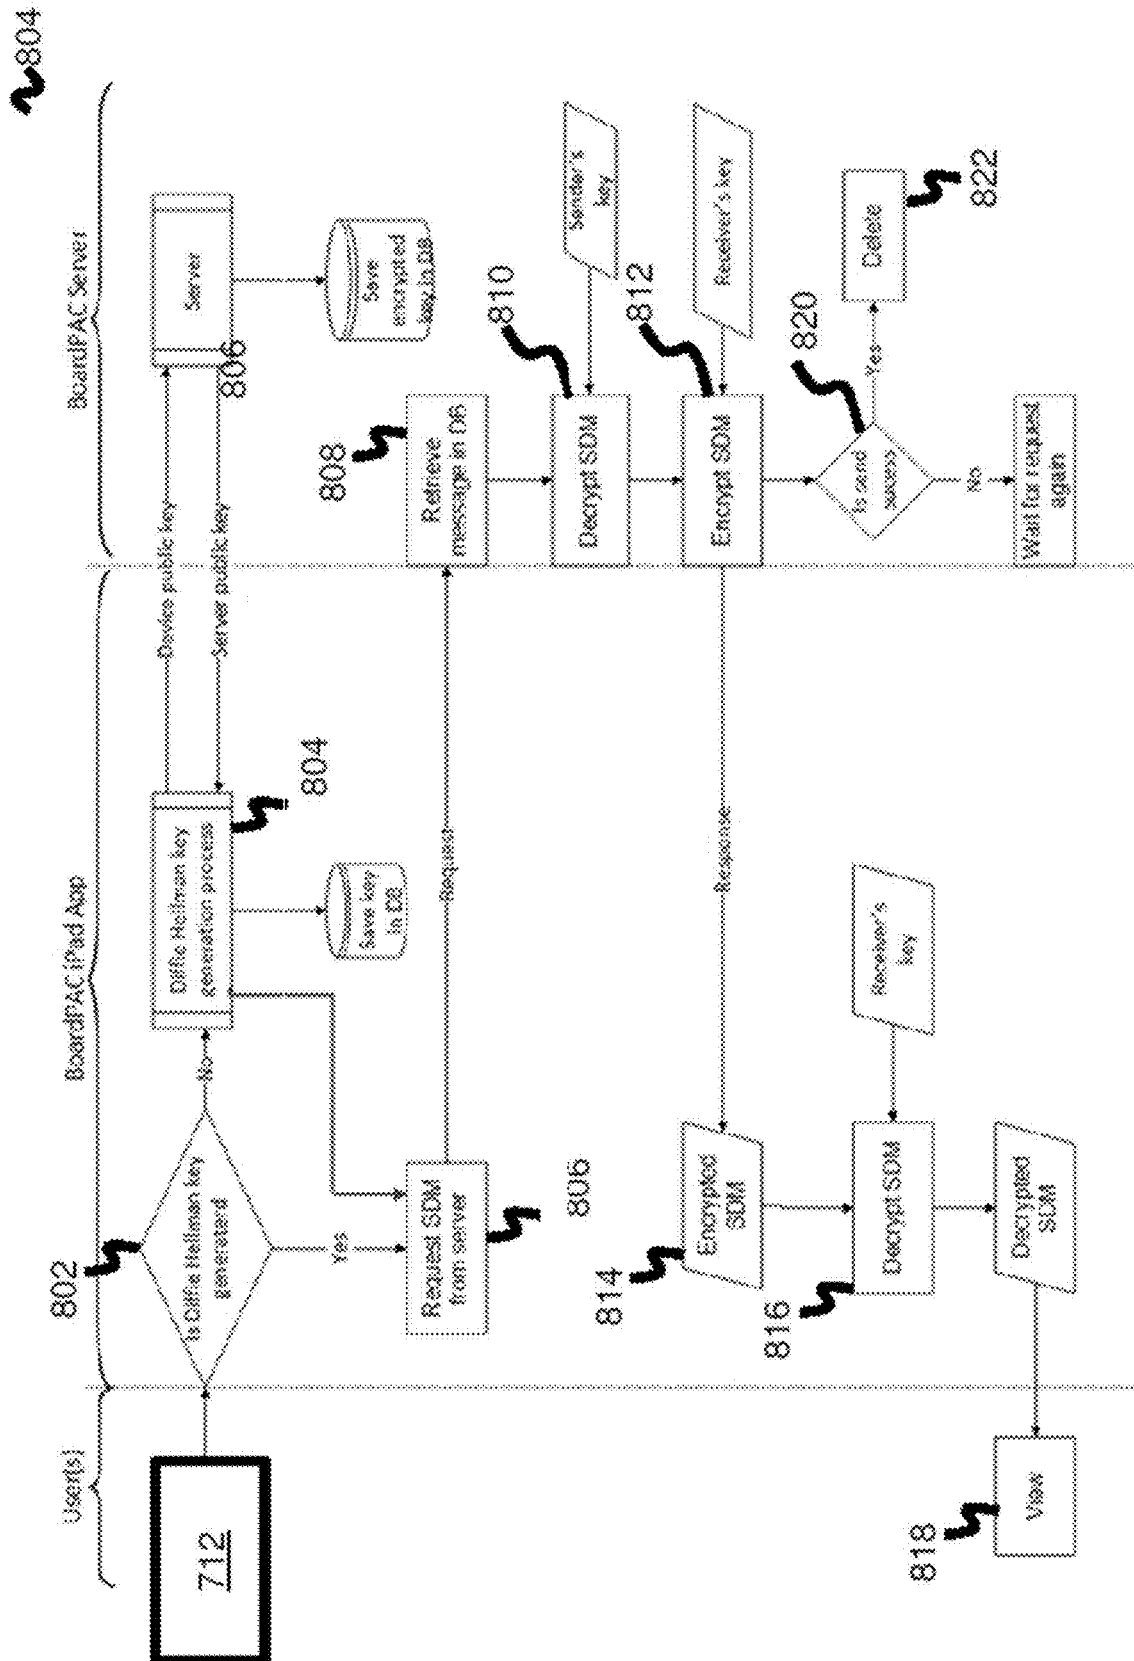 804
User(s)
BoardPAC iPad App
BoardPAC Server
712
802
Is Diffie Hellman key
generaterd
No
Yes
Diffie Hellman key
generation process
804
Save key
in DB
Device public key
Server public key
Server
806
Save
encrypted
key in DB
Request SDM
from server
806
Request
808
Retrieve
message in DB
810
Decrypt SDM
Sender's
key
812
Encrypt SDM
Receiver's key
Response
814
Encrypted
SDM
816
Decrypt SDM
Receiver's
key
Decrypted
SDM
818
View
820
Is send
success
Yes
822
Delete
No
Wait for request
again